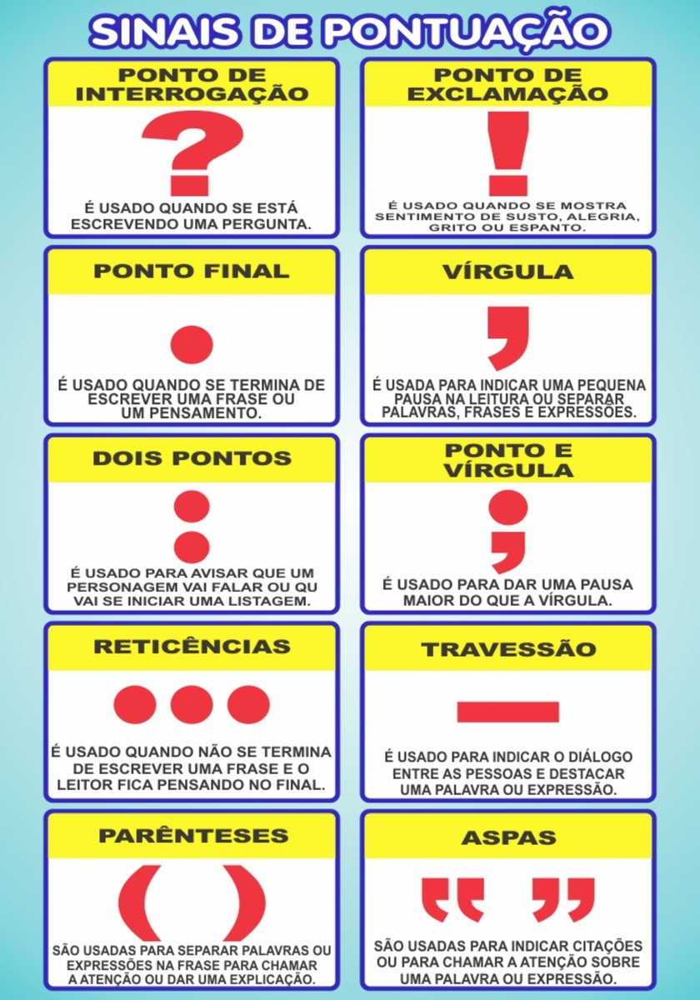 SINAIS DE PONTUAÇÃO
PONTO DE
INTERROGAÇÃO
?
É USADO QUANDO SE ESTÁ
ESCREVENDO UMA PERGUNTA.
PONTO DE
EXCLAMAÇÃO
!
É USADO QUANDO SE MOSTRA
SENTIMENTO DE SUSTO, ALEGRIA,
GRITO OU ESPANTO.
PONTO FINAL
.
É USADO QUANDO SE TERMINA DE
ESCREVER UMA FRASE OU
UM PENSAMENTO.
VÍRGULA
,
É USADA PARA INDICAR UMA PEQUENA
PAUSA NA LEITURA OU SEPARAR
PALAVRAS, FRASES E EXPRESSÕES.
DOIS PONTOS
:
É USADO PARA AVISAR QUE UM
PERSONAGEM VAI FALAR OU QU
VAI SE INICIAR UMA LISTAGEM.
PONTO E
VÍRGULA
;
É USADO PARA DAR UMA PAUSA
MAIOR DO QUE A VÍRGULA.
RETICÊNCIAS
...
É USADO QUANDO NÃO SE TERMINA
DE ESCREVER UMA FRASE E O
LEITOR FICA PENSANDO NO FINAL.
TRAVESSÃO
—
É USADO PARA INDICAR O DIÁLOGO
ENTRE AS PESSOAS E DESTACAR
UMA PALAVRA OU EXPRESSÃO.
PARÊNTESES
( )
SÃO USADAS PARA SEPARAR PALAVRAS OU
EXPRESSÕES NA FRASE PARA CHAMAR
A ATENÇÃO OU DAR UMA EXPLICAÇÃO.
ASPAS
“ ”
SÃO USADAS PARA INDICAR CITAÇÕES
OU PARA CHAMAR A ATENÇÃO SOBRE
UMA PALAVRA OU EXPRESSÃO.